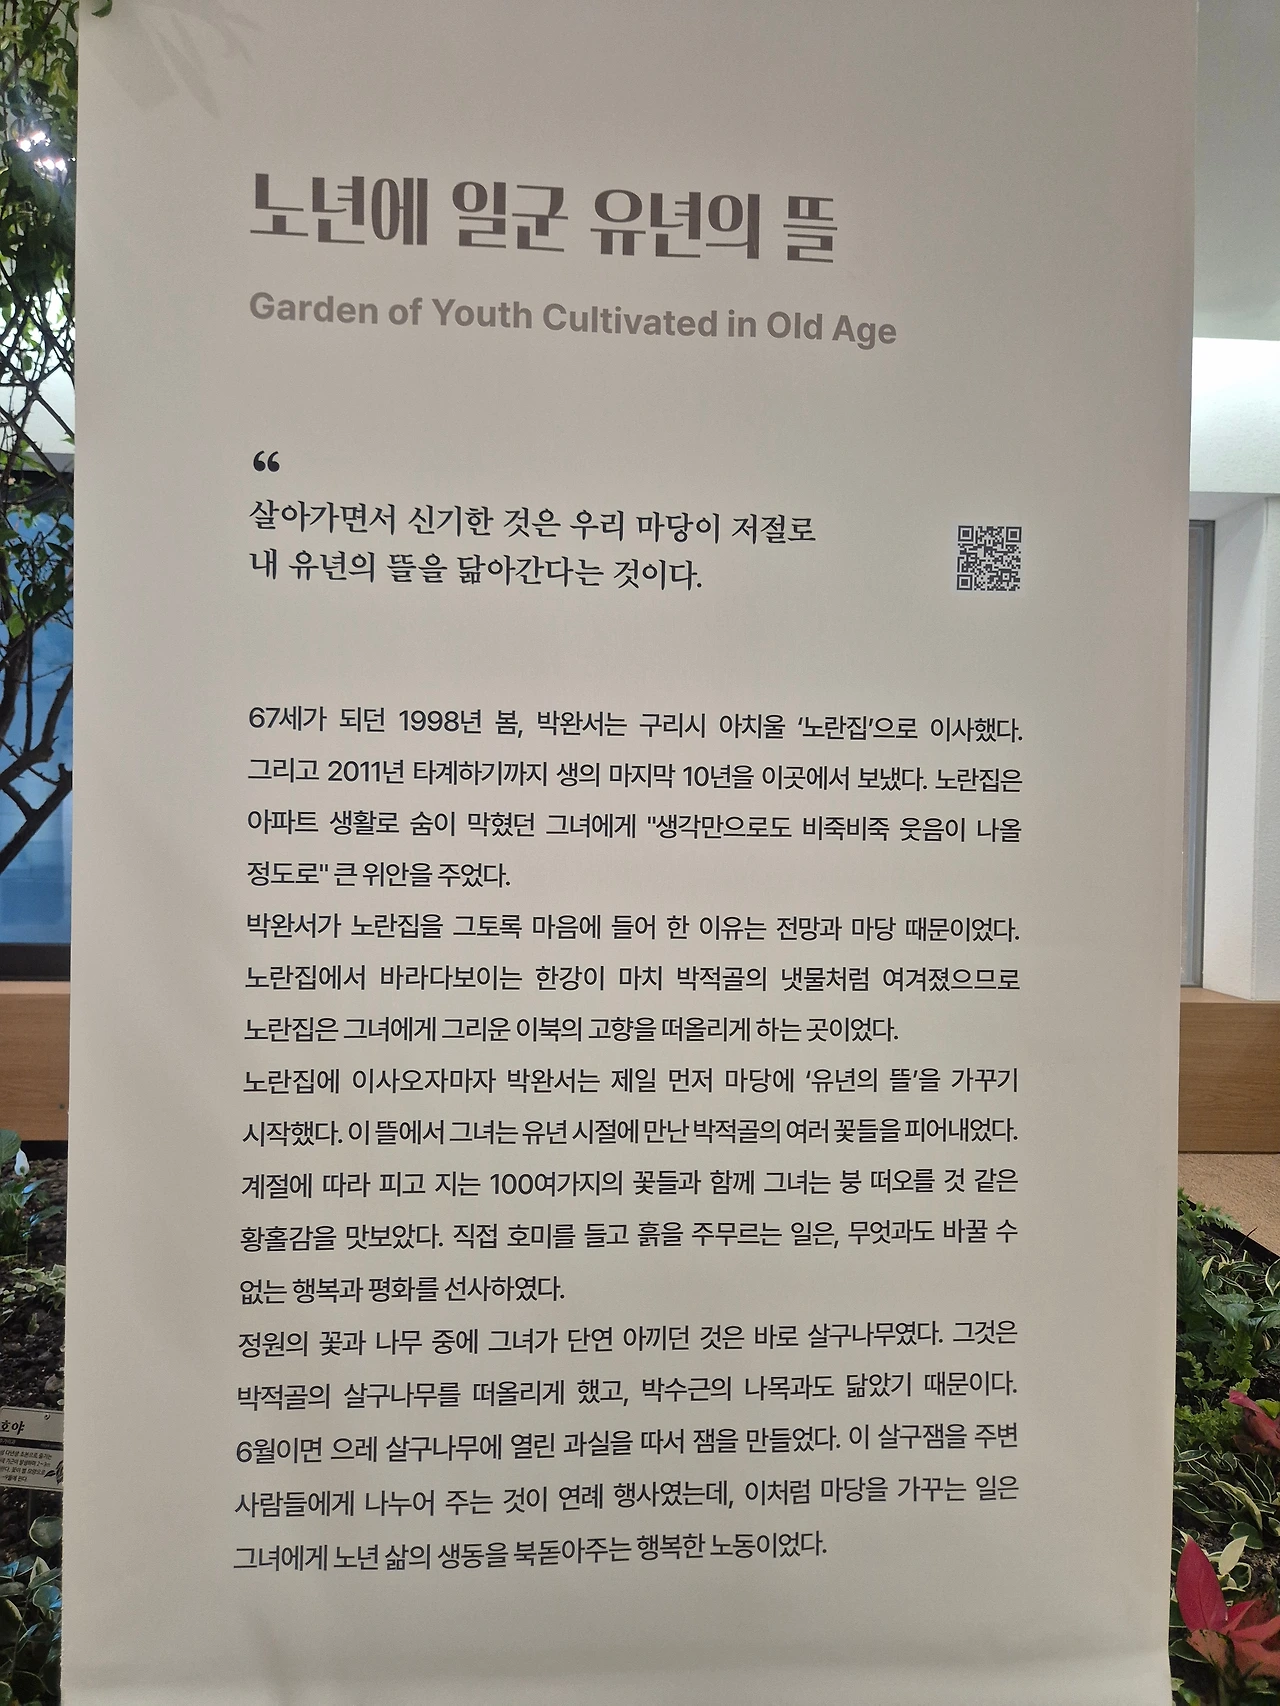 노년에 일군 유년의 뜰
Garden of Youth Cultivated in Old Age
“
살아가면서 신기한 것은 우리 마당이 저절로
내 유년의 뜰을 닮아간다는 것이다.
67세가 되던 1998년 봄, 박완서는 구리시 아치울 ‘노란집’으로 이사했다.
그리고 2011년 타계하기까지 생의 마지막 10년을 이곳에서 보냈다. 노란집은
아파트 생활로 숨이 막혔던 그녀에게 "생각만으로도 비죽비죽 웃음이 나올
정도로" 큰 위안을 주었다.
박완서가 노란집을 그토록 마음에 들어 한 이유는 전망과 마당 때문이었다.
노란집에서 바라다보이는 한강이 마치 박적골의 냇물처럼 여겨졌으므로
노란집은 그녀에게 그리운 이북의 고향을 떠올리게 하는 곳이었다.
노란집에 이사오자마자 박완서는 제일 먼저 마당에 ‘유년의 뜰’을 가꾸기
시작했다. 이 뜰에서 그녀는 유년 시절에 만난 박적골의 여러 꽃들을 피어내었다.
계절에 따라 피고 지는 100여가지의 꽃들과 함께 그녀는 붕 떠오를 것 같은
황홀감을 맛보았다. 직접 호미를 들고 흙을 주무르는 일은, 무엇과도 바꿀 수
없는 행복과 평화를 선사하였다.
정원의 꽃과 나무 중에 그녀가 단연 아끼던 것은 바로 살구나무였다. 그것은
박적골의 살구나무를 떠올리게 했고, 박수근의 나목과도 닮았기 때문이다.
6월이면 으레 살구나무에 열린 과실을 따서 잼을 만들었다. 이 살구잼을 주변
사람들에게 나누어 주는 것이 연례 행사였는데, 이처럼 마당을 가꾸는 일은
그녀에게 노년 삶의 생동을 북돋아주는 행복한 노동이었다.
호야